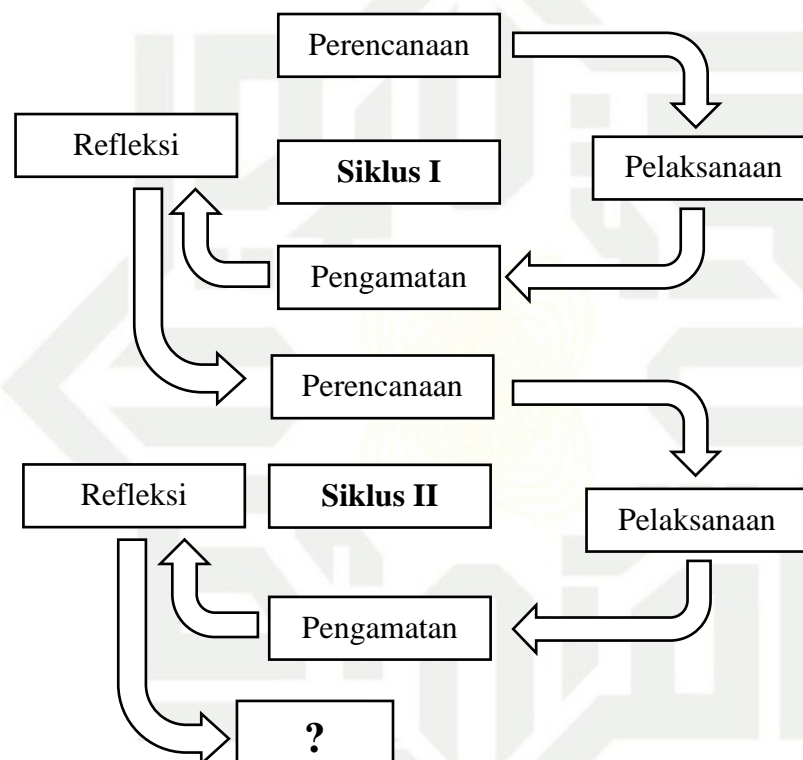 Perencanaan
Refleksi
Siklus I
Pelaksanaan
Pengamatan
Perencanaan
Refleksi
Siklus II
Pelaksanaan
Pengamatan
?